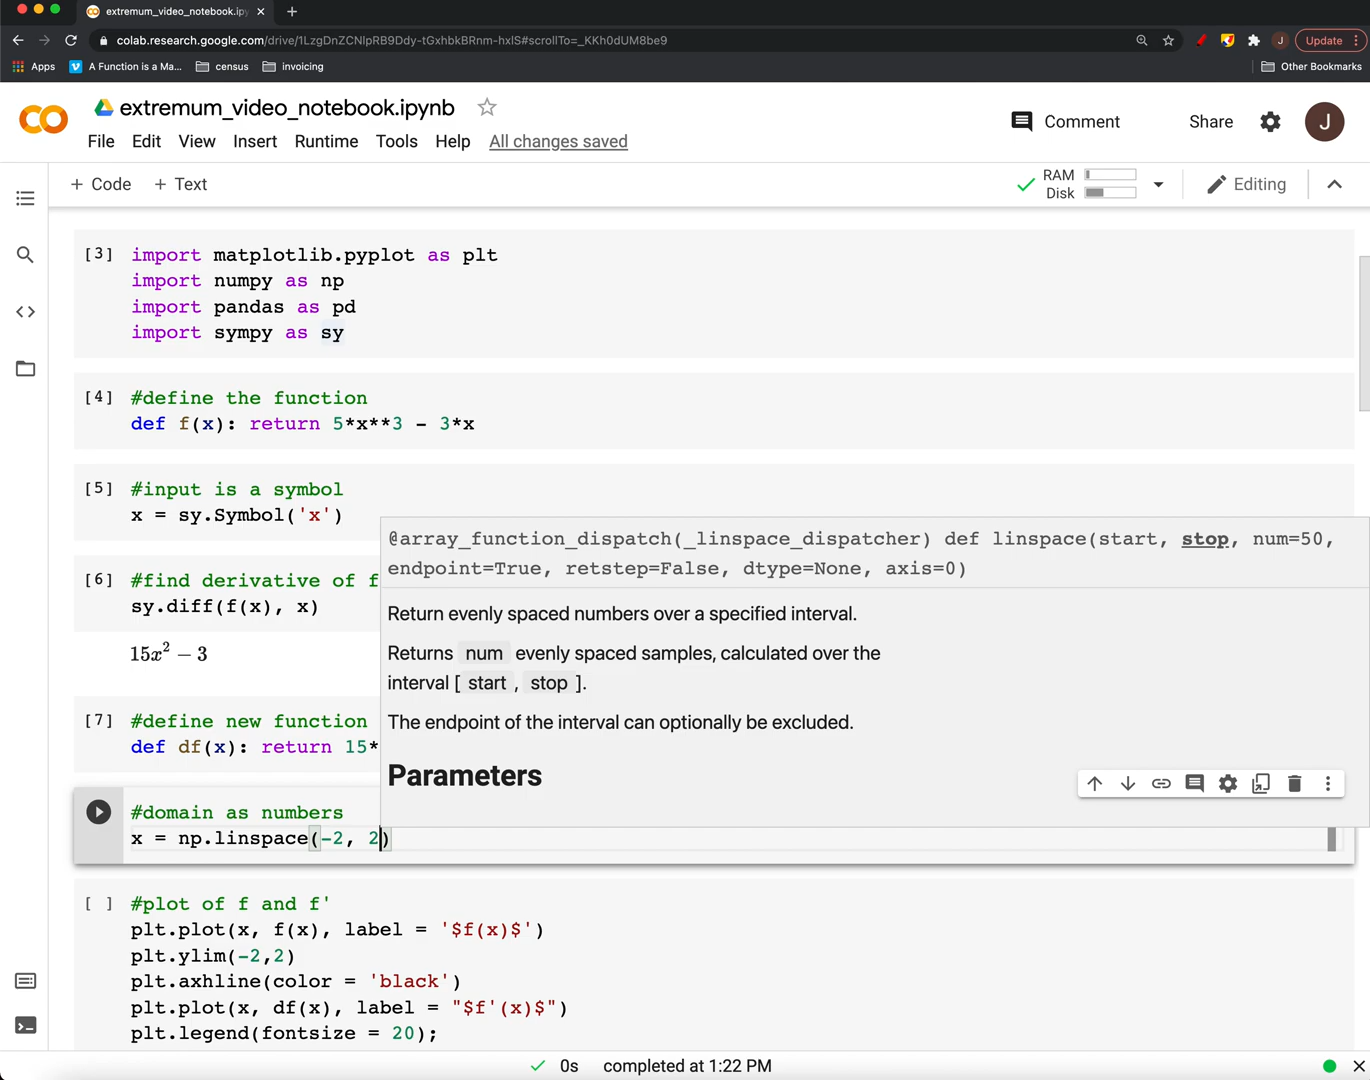 extremum_video_notebook.ipy
colab.research.google.com/drive/1LzgDnZCNlpRB9Ddy-tGxhbkBRnm-hxlS#scrollTo=_KKh0dUM8be9
J
Update
Apps
A Function is a Ma...
census
invoicing
Other Bookmarks
extremum_video_notebook.ipynb
Comment
Share
J
File Edit View Insert Runtime Tools Help All changes saved
+ Code + Text
RAM
Disk
Editing
[3] import matplotlib.pyplot as plt
import numpy as np
import pandas as pd
import sympy as sy
[4] #define the function
def f(x): return 5*x**3 - 3*x
[5] #input is a symbol
x = sy.Symbol('x')
@array_function_dispatch(_linspace_dispatcher) def linspace(start, stop, num=50,
endpoint=True, retstep=False, dtype=None, axis=0)
Return evenly spaced numbers over a specified interval.
Returns num evenly spaced samples, calculated over the
interval [ start , stop ].
The endpoint of the interval can optionally be excluded.
Parameters
[6] #find derivative of f
sy.diff(f(x), x)
15x² − 3
[7] #define new function
def df(x): return 15*
#domain as numbers
x = np.linspace(-2, 2)
[ ] #plot of f and f'
plt.plot(x, f(x), label = '$f(x)$')
plt.ylim(-2,2)
plt.axhline(color = 'black')
plt.plot(x, df(x), label = "$f'(x)$")
plt.legend(fontsize = 20);
0s completed at 1:22 PM